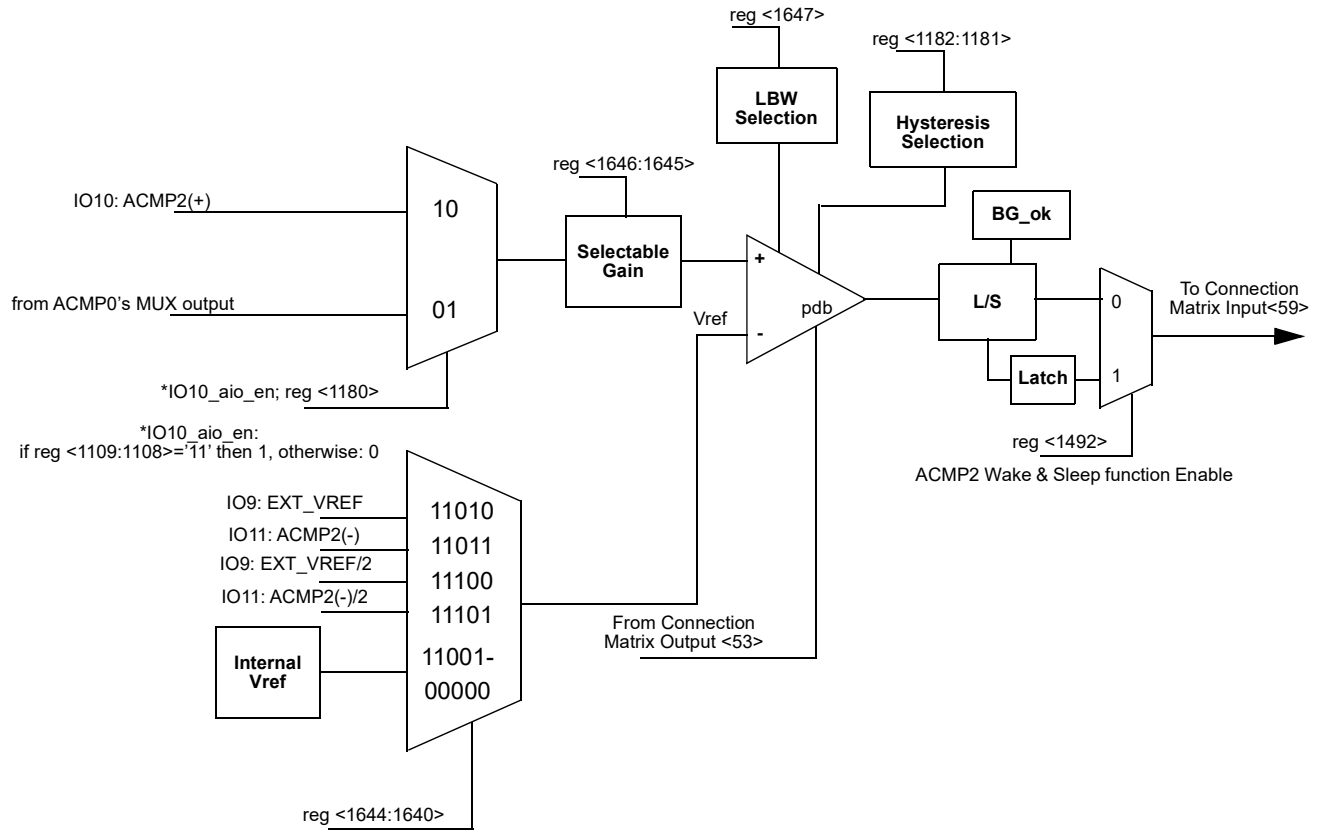 reg <1647>
reg <1182:1181>
LBW
Selection
Hysteresis
Selection
reg <1646:1645>
IO10: ACMP2(+)
10
Selectable
Gain
BG_ok
+
L/S
0
To Connection
Matrix Input<59>
from ACMP0's MUX output
01
Vref
pdb
-
Latch
1
*IO10_aio_en; reg <1180>
*IO10_aio_en:
if reg <1109:1108>='11' then 1, otherwise: 0
reg <1492>
ACMP2 Wake & Sleep function Enable
IO9: EXT_VREF
11010
IO11: ACMP2(-)
11011
IO9: EXT_VREF/2
11100
IO11: ACMP2(-)/2
11101
From Connection
Matrix Output <53>
Internal
Vref
11001-
00000
reg <1644:1640>